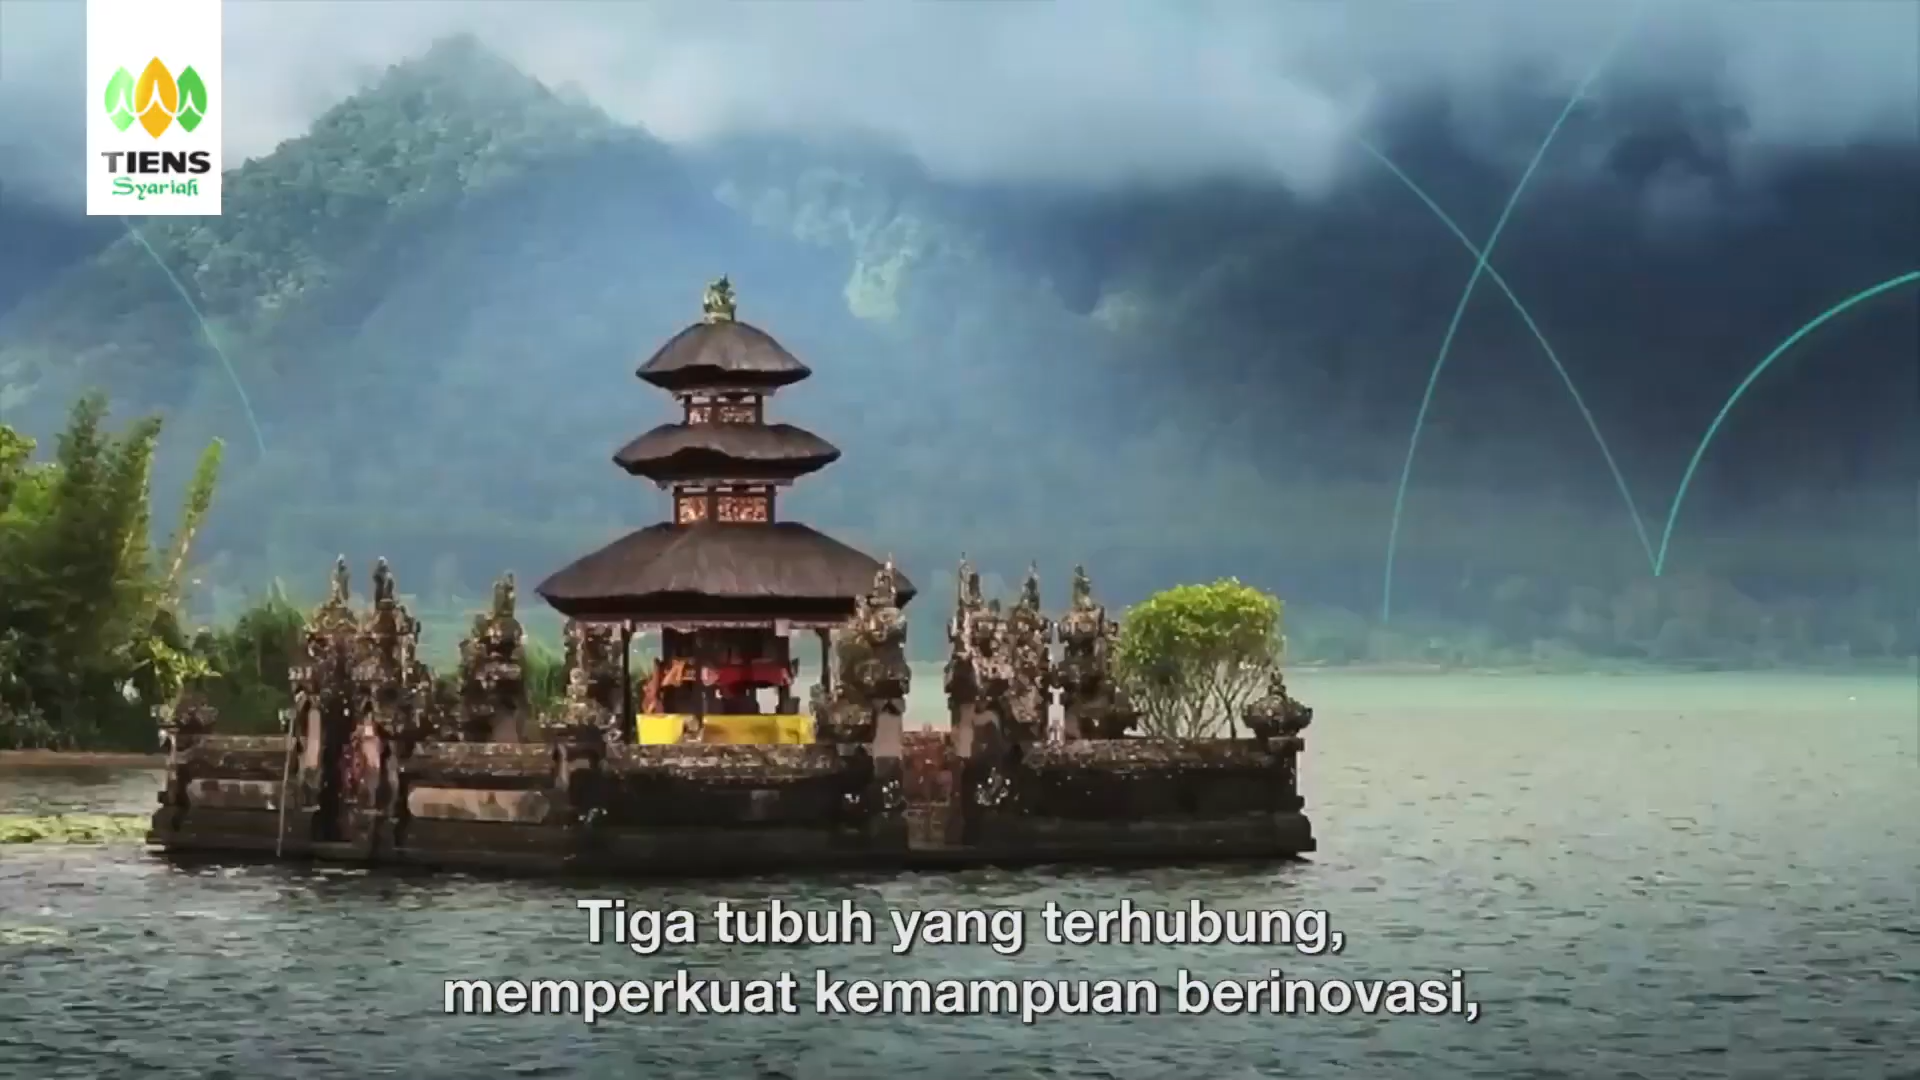 TIENS
Syariah
Tiga tubuh yang terhubung,
memperkuat kemampuan berinovasi,